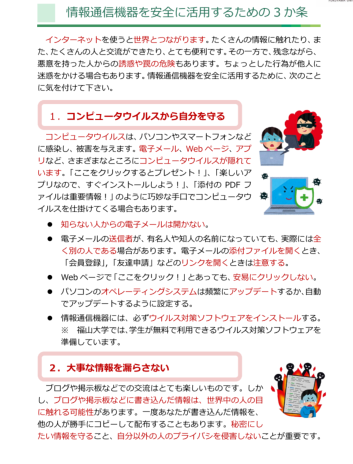 情報通信機器を安全に活用するための３か条
インターネットを使うと世界とつながります。たくさんの情報に触れたり、ま
た、たくさんの人と交流ができたり、とても便利です。その一方で、残念ながら、
悪意を持った人からの誘惑や罠の危険もあります。ちょっとした行為が他人に
迷惑をかける場合もあります。情報通信機器を安全に活用するために、次のこと
に気を付けて下さい。
１．コンピュータウイルスから自分を守る
コンピュータウイルスは、パソコンやスマートフォンなど
に感染し、被害を与えます。電子メール、Web ページ、アプ
リなど、さまざまなところにコンピュータウイルスが隠れて
います。「ここをクリックするとプレゼント！」、「楽しいア
プリなので、すぐインストールしよう！」、「添付の PDF フ
ァイルは重要情報！」のように巧妙な手口でコンピュータウ
イルスを仕掛けてくる場合もあります。
● 知らない人からの電子メールは開かない。
● 電子メールの送信者が、有名人や知人の名前になっていても、実際には全
く別の人である場合があります。電子メールの添付ファイルを開くとき、
「会員登録」，「友達申請」などのリンクを開くときは注意する。
● Web ページで「ここをクリック！」とあっても、安易にクリックしない。
● パソコンのオペレーティングシステムは頻繁にアップデートするか、自動
でアップデートするように設定する。
● 情報通信機器には、必ずウイルス対策ソフトウェアをインストールする。
※ 福山大学では、学生が無料で利用できるウイルス対策ソフトウェアを
準備しています。
２．大事な情報を漏らさない
ブログや掲示板などでの交流はとても楽しいものです。しか
し、ブログや掲示板などに書き込んだ情報は、世界中の人の目
に触れる可能性があります。一度あなたが書き込んだ情報を、
他の人が勝手にコピーして配布することもあります。秘密にし
たい情報を守ること、自分以外の人のプライバシを侵害しないことが重要です。